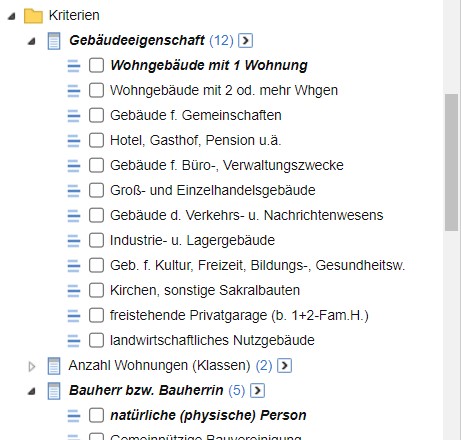 Kriterien
Gebäudeeigenschaft (12)
Wohngebäude mit 1 Wohnung
Wohngebäude mit 2 od. mehr Whgen
Gebäude f. Gemeinschaften
Hotel, Gasthof, Pension u.ä.
Gebäude f. Büro-, Verwaltungszwecke
Groß- und Einzelhandelsgebäude
Gebäude d. Verkehrs- u. Nachrichtenwesens
Industrie- u. Lagergebäude
Geb. f. Kultur, Freizeit, Bildungs-, Gesundheitsw.
Kirchen, sonstige Sakralbauten
freistehende Privatgarage (b. 1+2-Fam.H.)
landwirtschaftliches Nutzgebäude
Anzahl Wohnungen (Klassen) (2)
Bauherr bzw. Bauherrin (5)
natürliche (physische) Person
Gemeinnützige Bauvereinigung